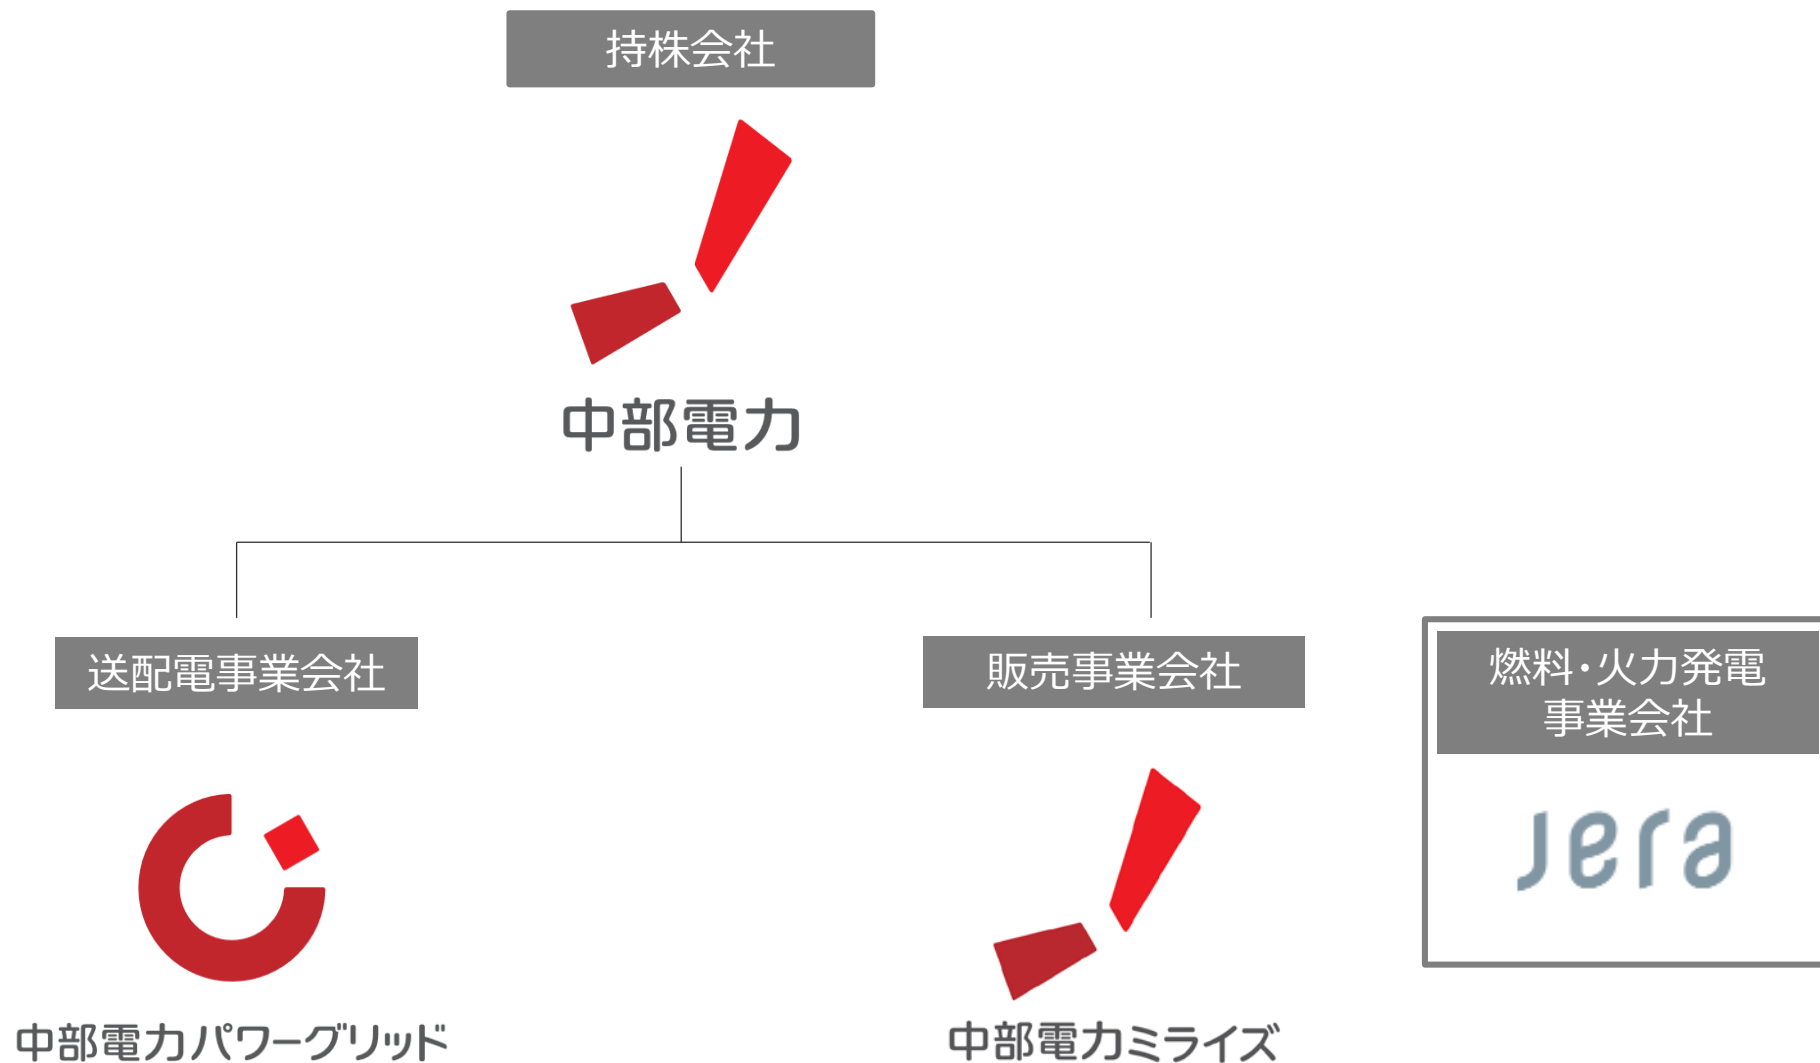 持株会社
中部電力
送配電事業会社
販売事業会社
燃料・火力発電
事業会社
jera
中部電力パワーグリッド
中部電力ミライズ